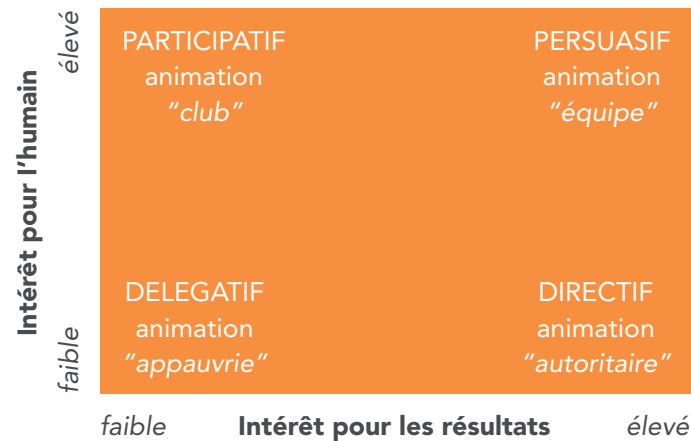 élevé
Intérêt pour l'humain
faible
PARTICIPATIF
animation
"club"
PERSUASIF
animation
"équipe"
DELEGATIF
animation
"appauvrie"
DIRECTIF
animation
"autoritaire"
faible
Intérêt pour les résultats
élevé